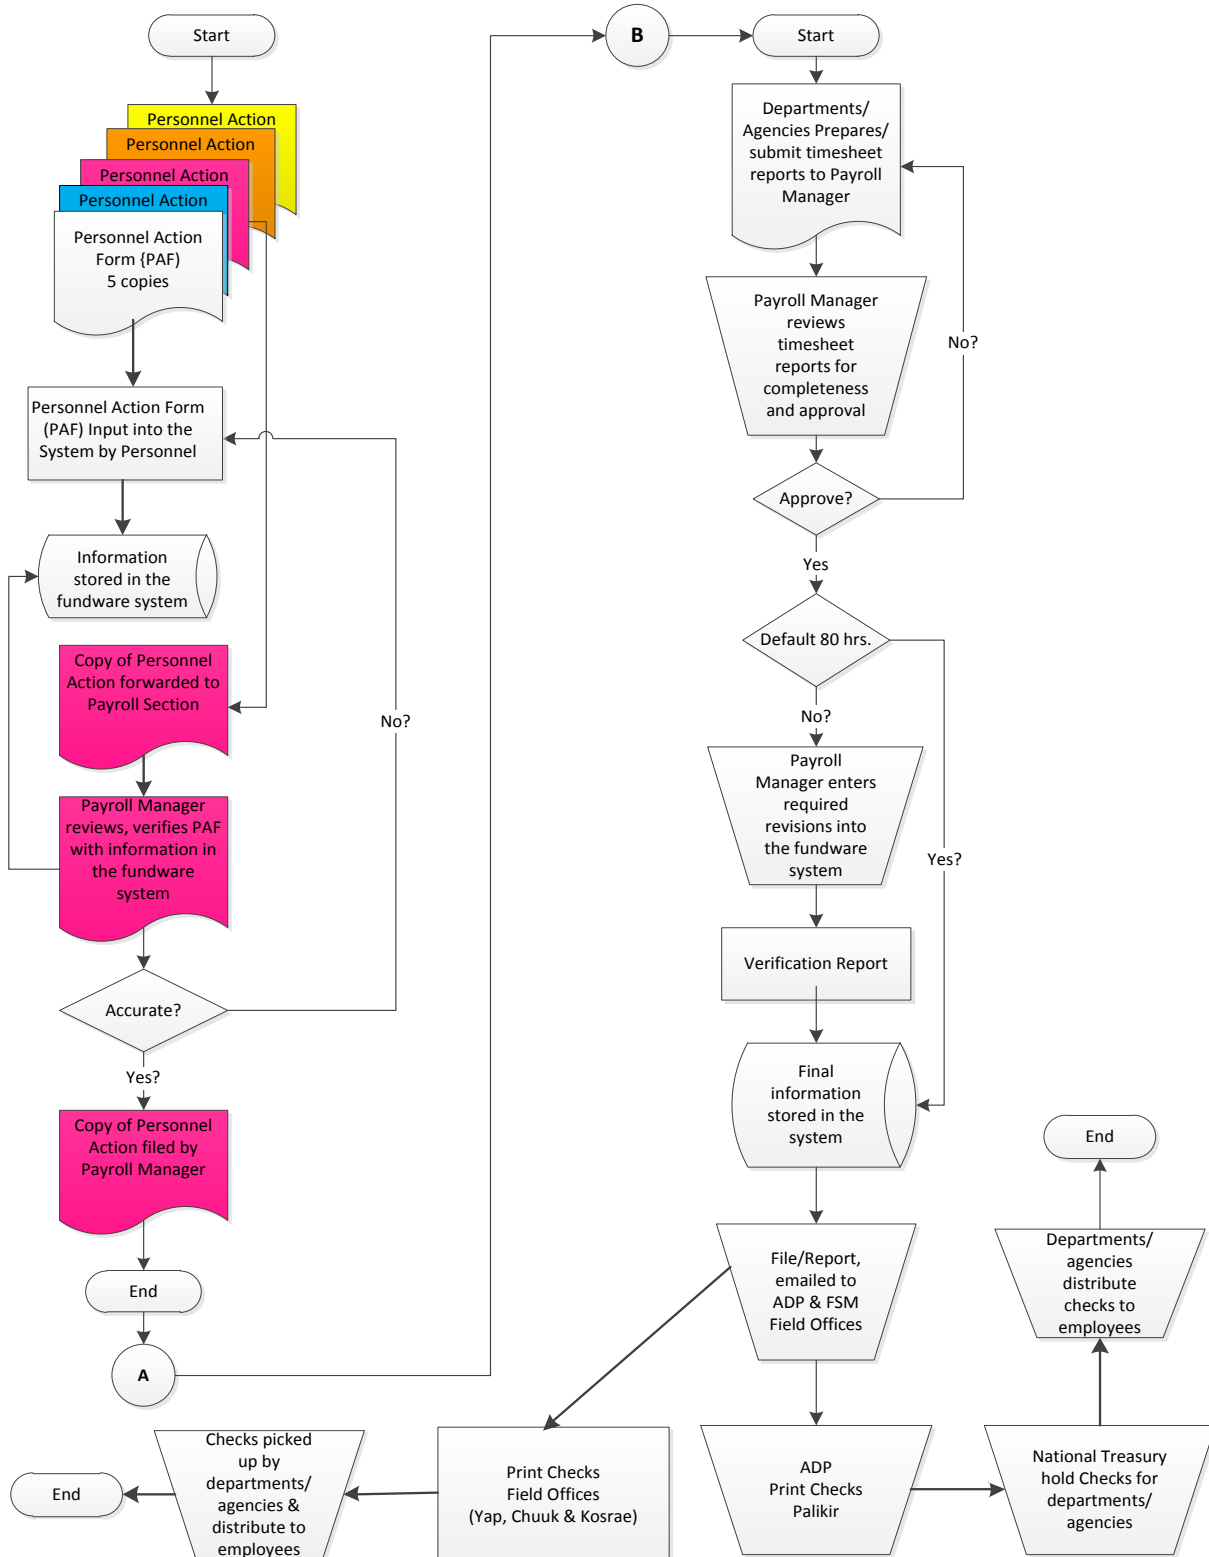 Start
Personnel Action
Personnel Action
Personnel Action
Personnel Action
Personnel Action
Form {PAF)
5 copies
Personnel Action Form
(PAF) Input into the
System by Personnel
Information
stored in the
fundware system
Copy of Personnel
Action forwarded to
Payroll Section
No?
Payroll Manager
reviews, verifies PAF
with information in
the fundware
system
Accurate?
Yes?
Copy of Personnel
Action filed by
Payroll Manager
End
A
B
Start
Departments/
Agencies Prepares/
submit timesheet
reports to Payroll
Manager
Payroll Manager
reviews
timesheet
reports for
completeness
and approval
No?
Approve?
Yes
Default 80 hrs.
No?
Payroll
Manager enters
required
revisions into
the fundware
system
Yes?
Verification Report
Final
information
stored in the
system
File/Report,
emailed to
ADP & FSM
Field Offices
End
Departments/
agencies
distribute
checks to
employees
End
Checks picked
up by
departments/
agencies &
distribute to
employees
Print Checks
Field Offices
(Yap, Chuuk & Kosrae)
ADP
Print Checks
Palikir
National Treasury
hold Checks for
departments/
agencies